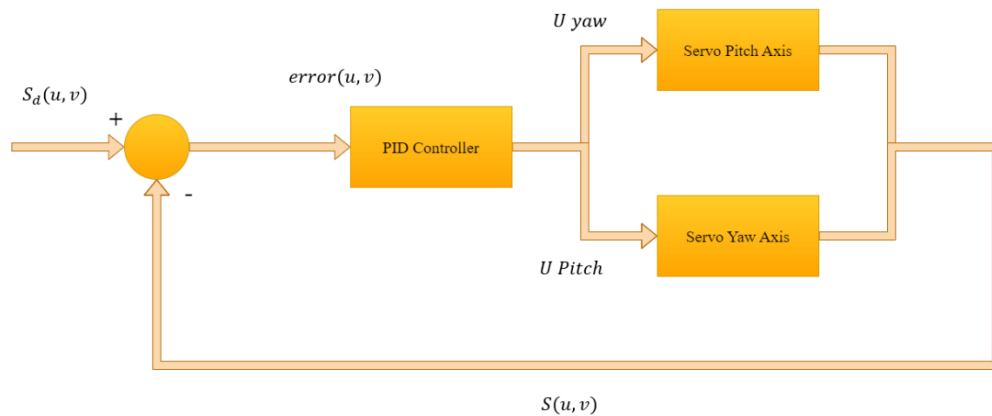 U yaw
Servo Pitch Axis
error(u, v)
S_d(u, v)
+
PID Controller
-
Servo Yaw Axis
U Pitch
S(u, v)